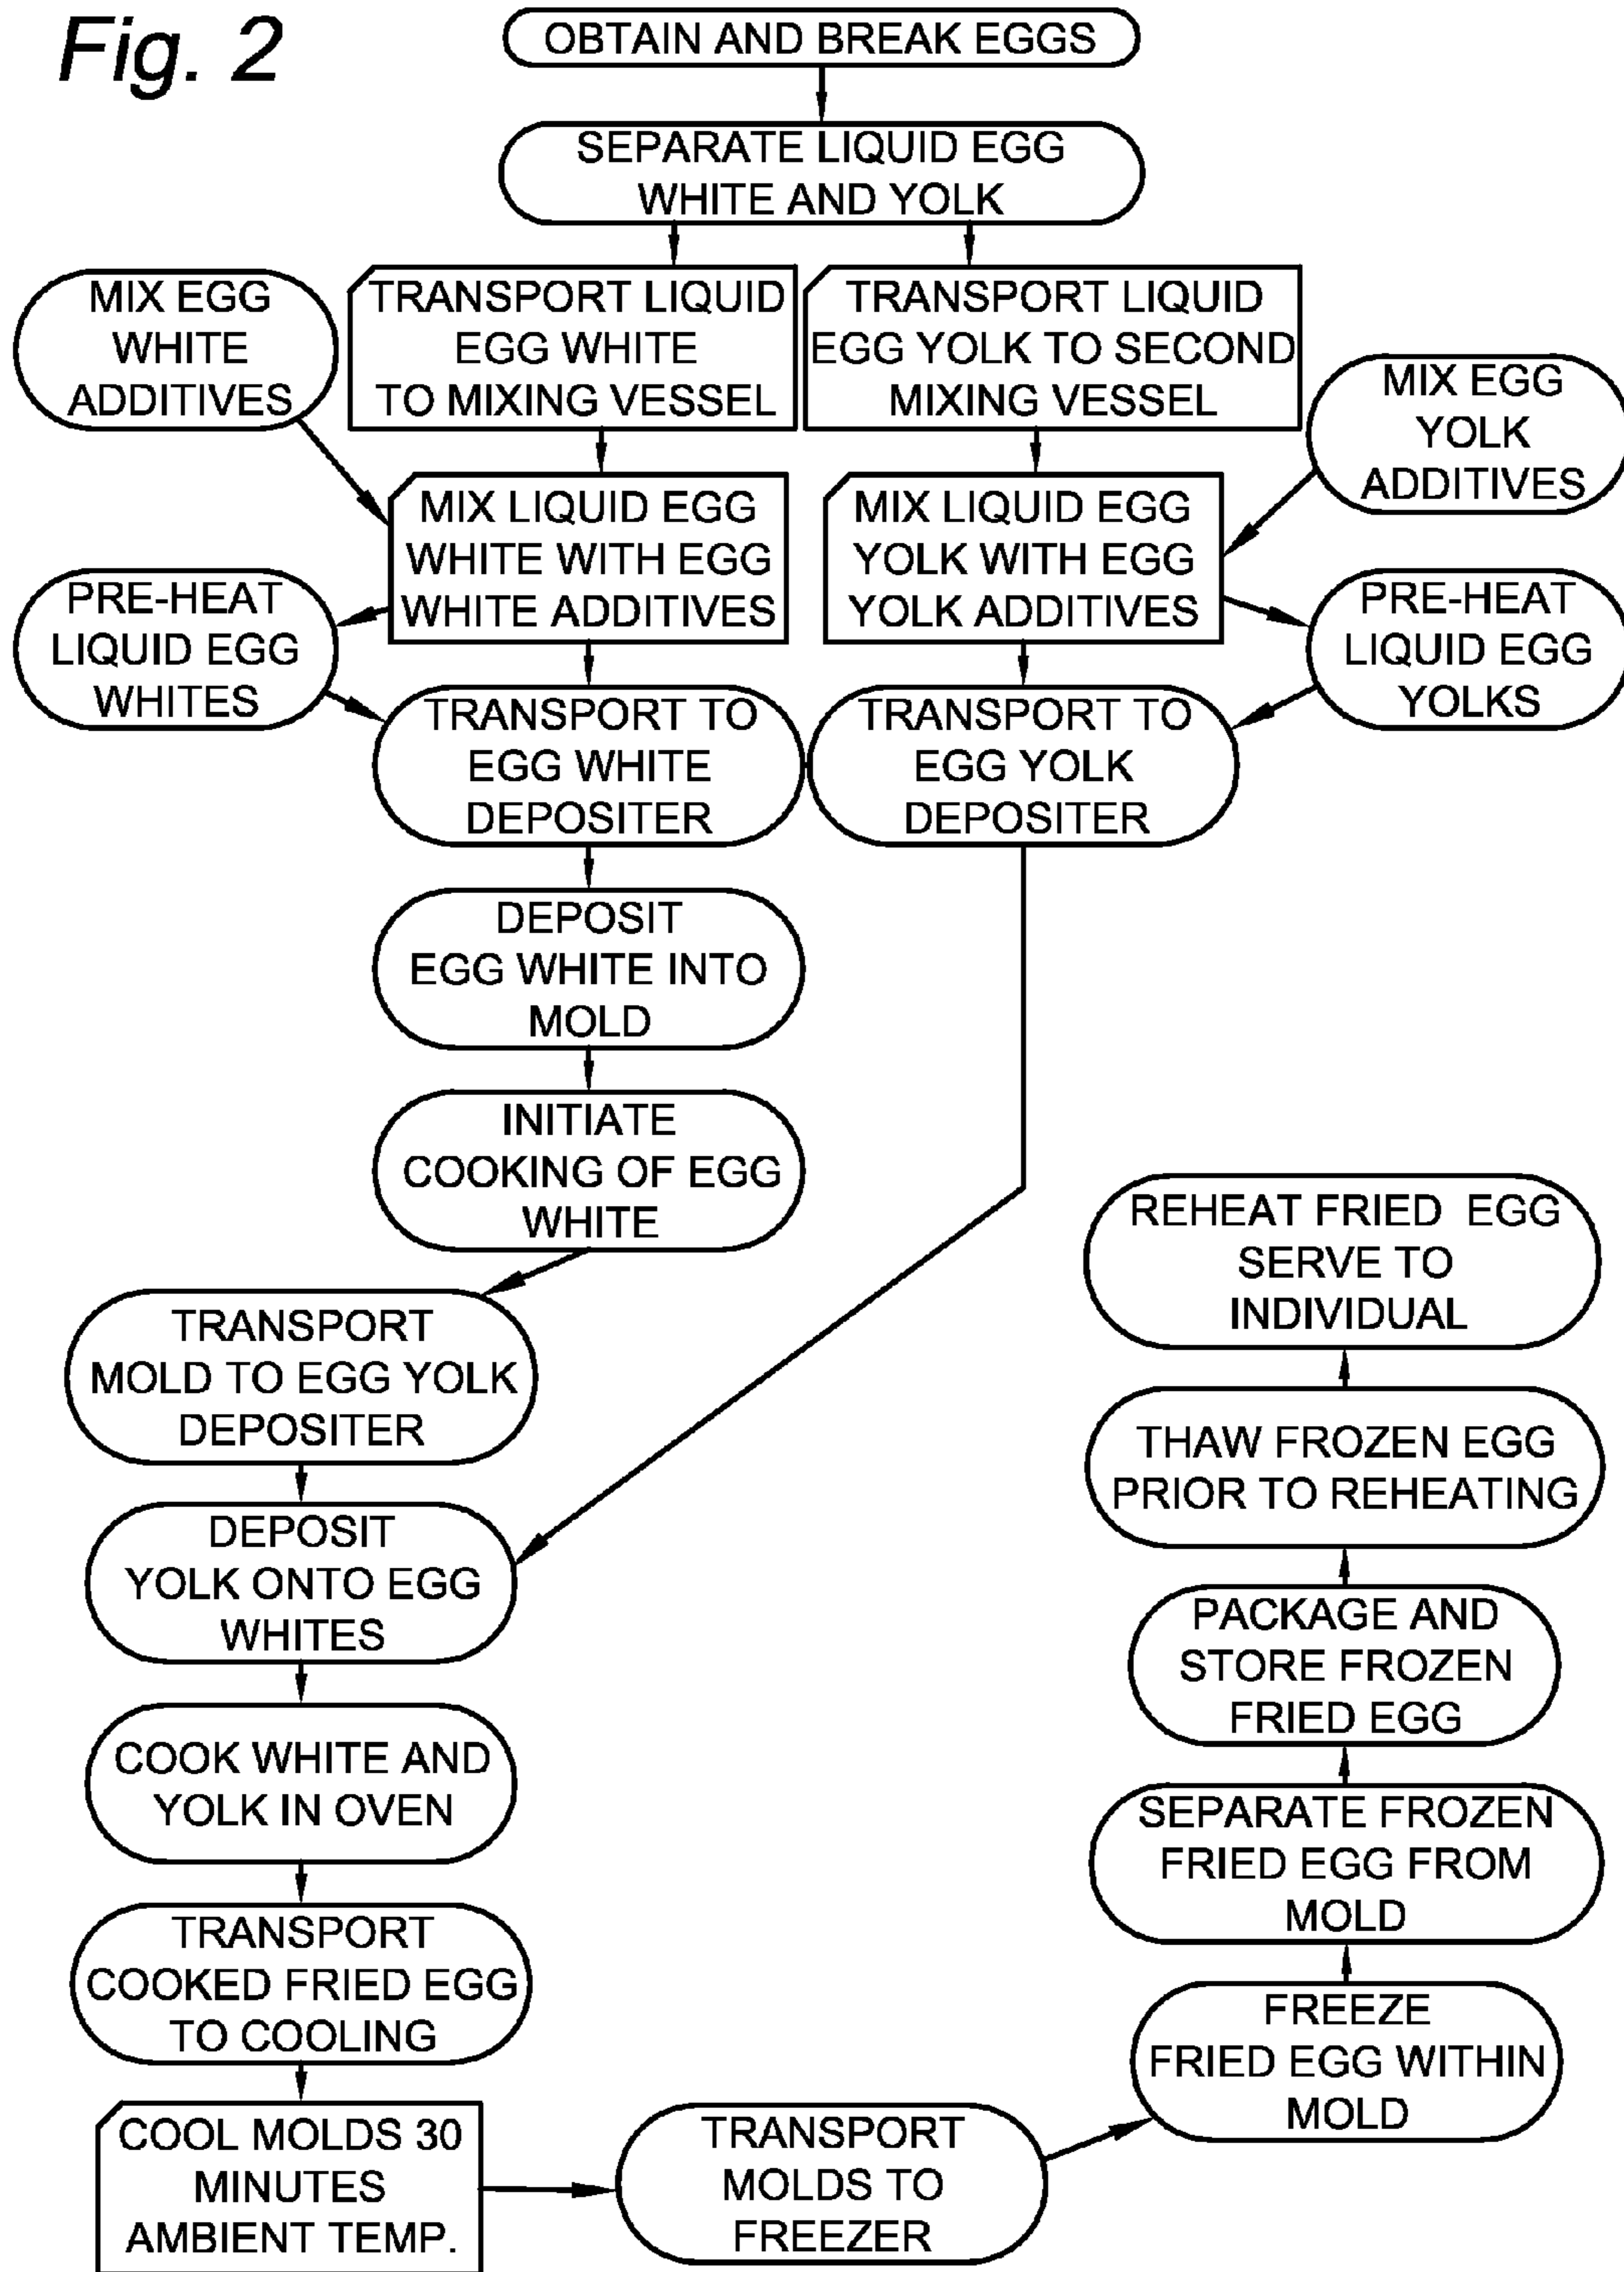 Fig. 2
OBTAIN AND BREAK EGGS
SEPARATE LIQUID EGG
WHITE AND YOLK
MIX EGG
WHITE
ADDITIVES
TRANSPORT LIQUID
EGG WHITE
TO MIXING VESSEL
TRANSPORT LIQUID
EGG YOLK TO SECOND
MIXING VESSEL
MIX EGG
YOLK
ADDITIVES
MIX LIQUID EGG
WHITE WITH EGG
WHITE ADDITIVES
MIX LIQUID EGG
YOLK WITH EGG
YOLK ADDITIVES
PRE-HEAT
LIQUID EGG
WHITES
PRE-HEAT
LIQUID EGG
YOLKS
TRANSPORT TO
EGG WHITE
DEPOSITER
TRANSPORT TO
EGG YOLK
DEPOSITER
DEPOSIT
EGG WHITE INTO
MOLD
INITIATE
COOKING OF EGG
WHITE
TRANSPORT
MOLD TO EGG YOLK
DEPOSITER
DEPOSIT
YOLK ONTO EGG
WHITES
COOK WHITE AND
YOLK IN OVEN
TRANSPORT
COOKED FRIED EGG
TO COOLING
COOL MOLDS 30
MINUTES
AMBIENT TEMP.
TRANSPORT
MOLDS TO
FREEZER
FREEZE
FRIED EGG WITHIN
MOLD
SEPARATE FROZEN
FRIED EGG FROM
MOLD
PACKAGE AND
STORE FROZEN
FRIED EGG
THAW FROZEN EGG
PRIOR TO REHEATING
REHEAT FRIED EGG
SERVE TO
INDIVIDUAL